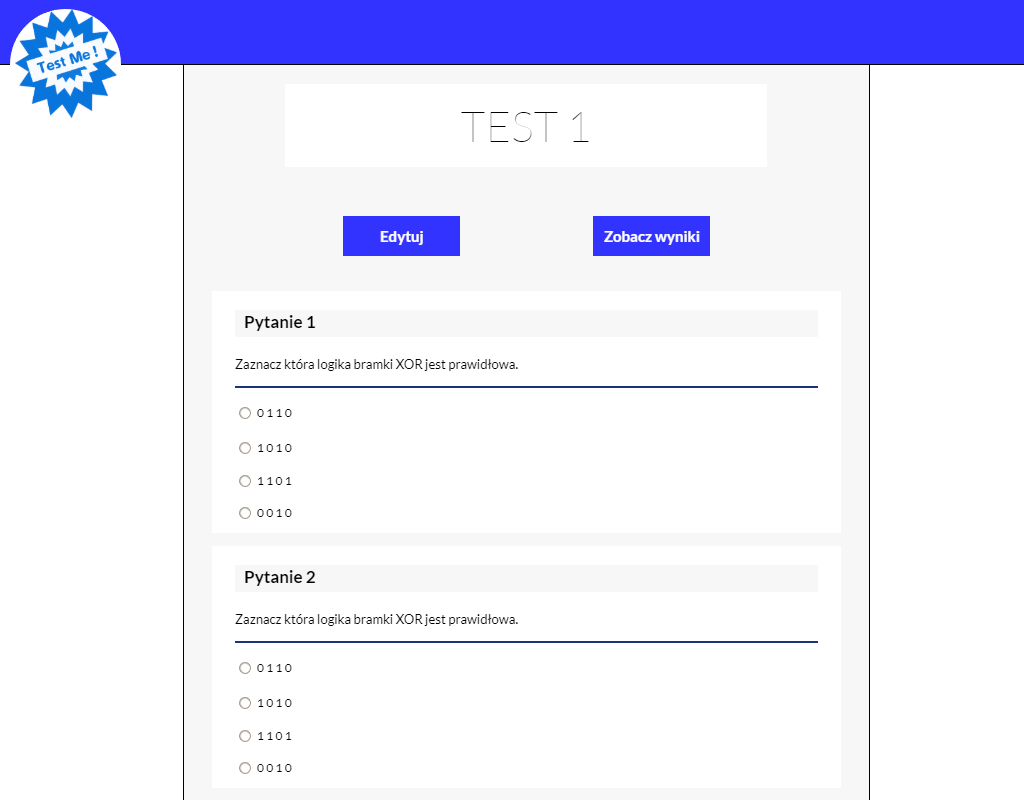 Test Me !
TEST 1
Edytuj
Zobacz wyniki
Pytanie 1
Zaznacz która logika bramki XOR jest prawidłowa.
0 1 1 0
1 0 1 0
1 1 0 1
0 0 1 0
Pytanie 2
Zaznacz która logika bramki XOR jest prawidłowa.
0 1 1 0
1 0 1 0
1 1 0 1
0 0 1 0